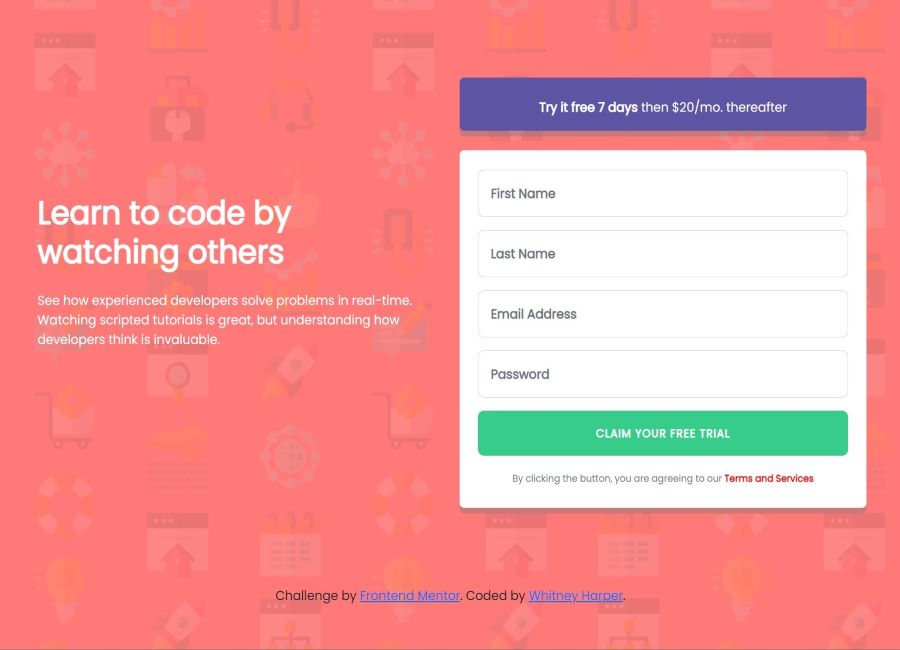 Try it free 7 days then $20/mo. thereafter
Learn to code by
watching others
See how experienced developers solve problems in real-time.
Watching scripted tutorials is great, but understanding how
developers think is invaluable.
First Name
Last Name
Email Address
Password
CLAIM YOUR FREE TRIAL
By clicking the button, you are agreeing to our Terms and Services
Challenge by Frontend Mentor. Coded by Whitney Harper.